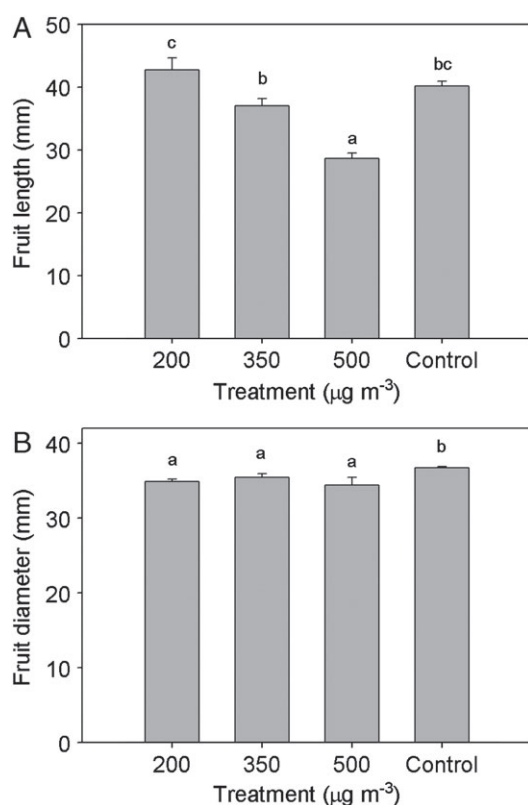 A
50
40
30
20
10
0
Fruit length (mm)
c
b
a
bc
200 350 500 Control
Treatment (µg m-3)
B
40
30
20
10
0
Fruit diameter (mm)
a a a b
200 350 500 Control
Treatment (µg m-3)